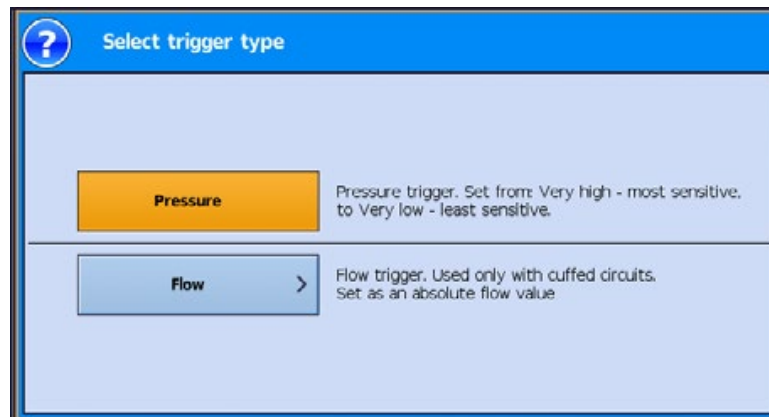 ? Select trigger type
Pressure
Pressure trigger. Set from: Very high - most sensitive,
to Very low - least sensitive.
Flow >
Flow trigger. Used only with cuffed circuits.
Set as an absolute flow value